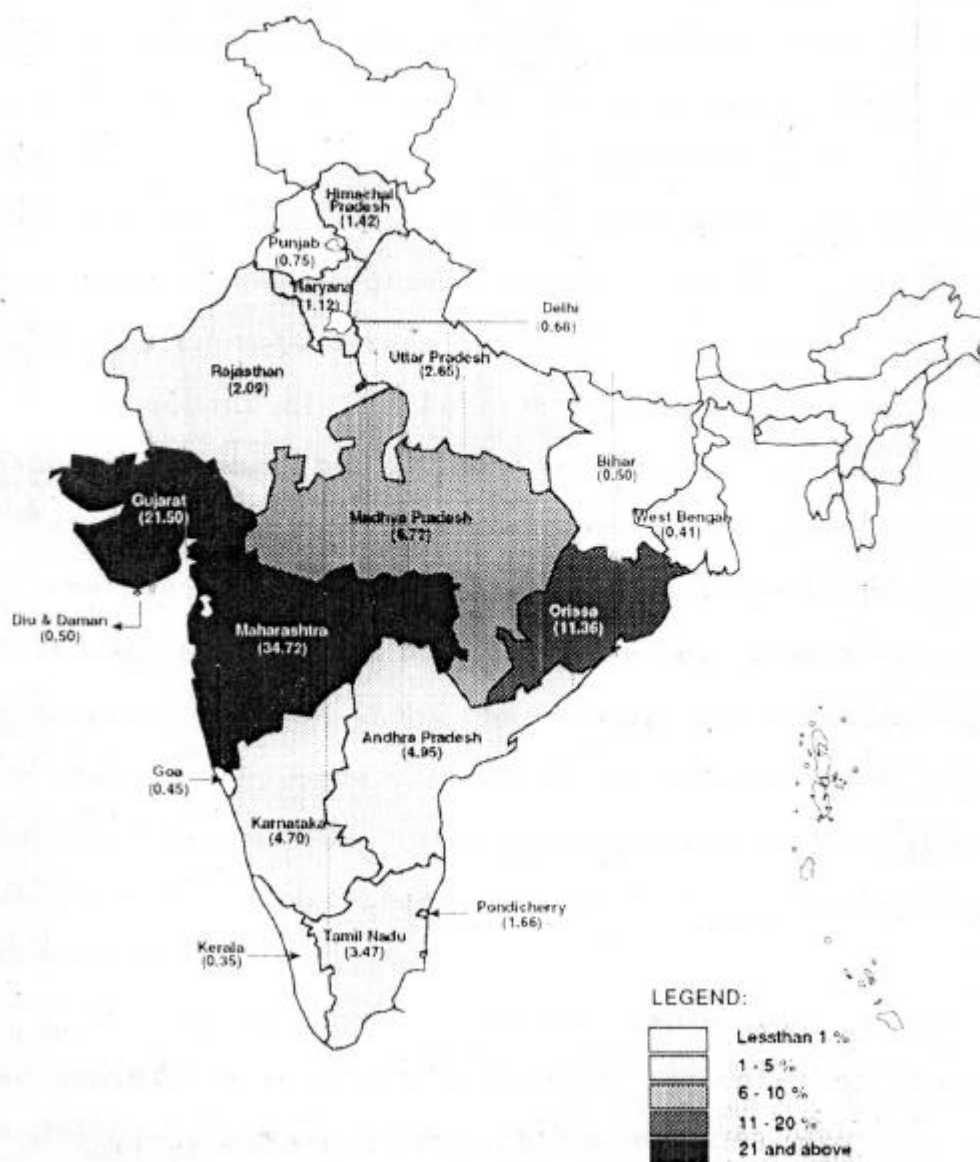 Himachal
Pradesh
(1.42)
Punjab
(0.75)
Haryana
(1.12)
Delhi
(0.68)
Rajasthan
(2.09)
Uttar Pradesh
(2.65)
Bihar
(0.50)
West Bengal
(0.41)
Gujarat
(21.50)
Madhya Pradesh
(6.72)
Diu & Daman
(0.50)
Maharashtra
(34.72)
Orissa
(11.36)
Andhra Pradesh
(4.95)
Goa
(0.45)
Karnataka
(4.70)
Pondicherry
(1.66)
Tamil Nadu
(3.47)
Kerala
(0.35)
LEGEND:
Lessthan 1 %
1 - 5 %
6 - 10 %
11 - 20 %
21 and above